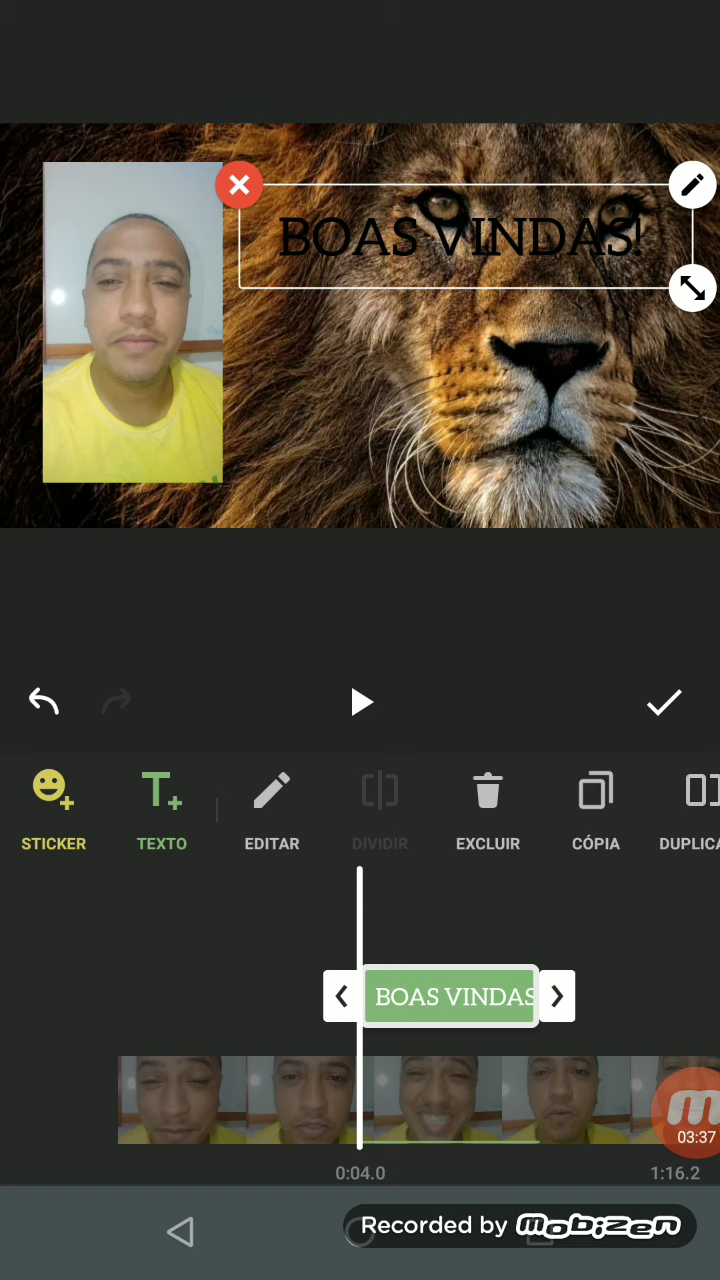 BOAS VINDAS!
STICKER
TEXTO
EDITAR
DIVIDIR
EXCLUIR
CÓPIA
DUPLICA
BOAS VINDAS
03:37
0:04.0
1:16.2
Recorded by mobizen